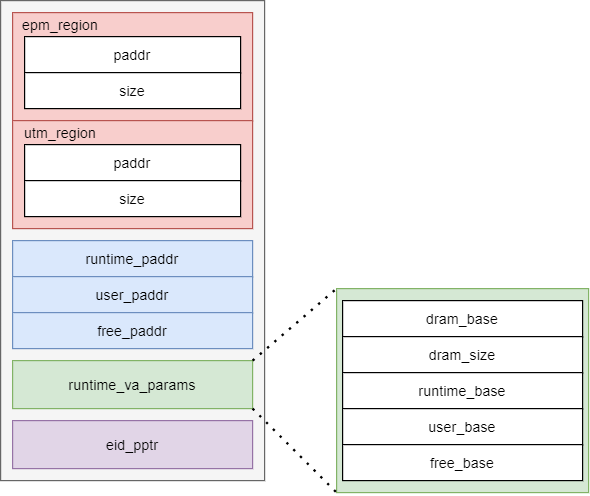 epm_region
paddr
size
utm_region
paddr
size
runtime_paddr
user_paddr
free_paddr
runtime_va_params
eid_pptr
dram_base
dram_size
runtime_base
user_base
free_base